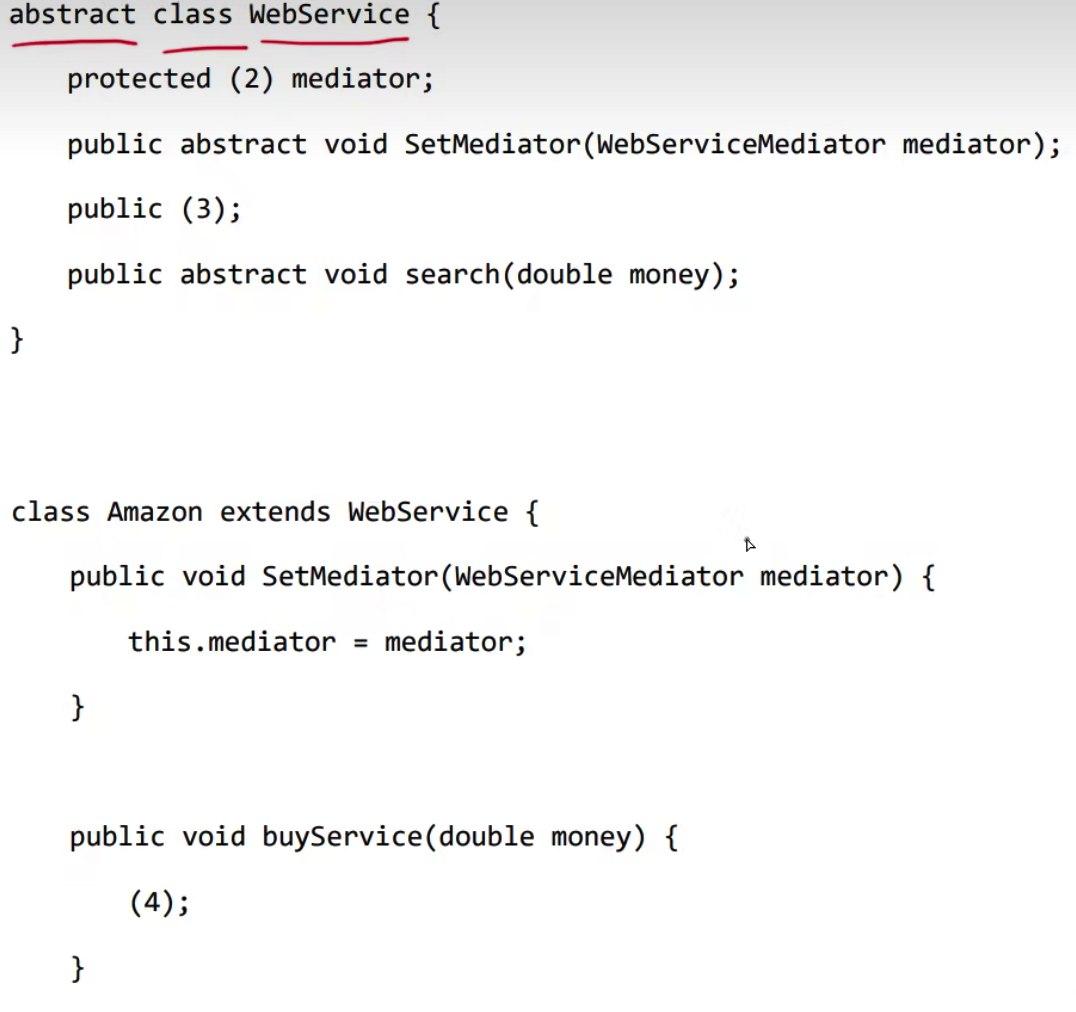 abstract class WebService {
protected (2) mediator;
public abstract void SetMediator(WebServiceMediator mediator);
public (3);
public abstract void search(double money);
}
class Amazon extends WebService {
public void SetMediator(WebServiceMediator mediator) {
this.mediator = mediator;
}
public void buyService(double money) {
(4);
}